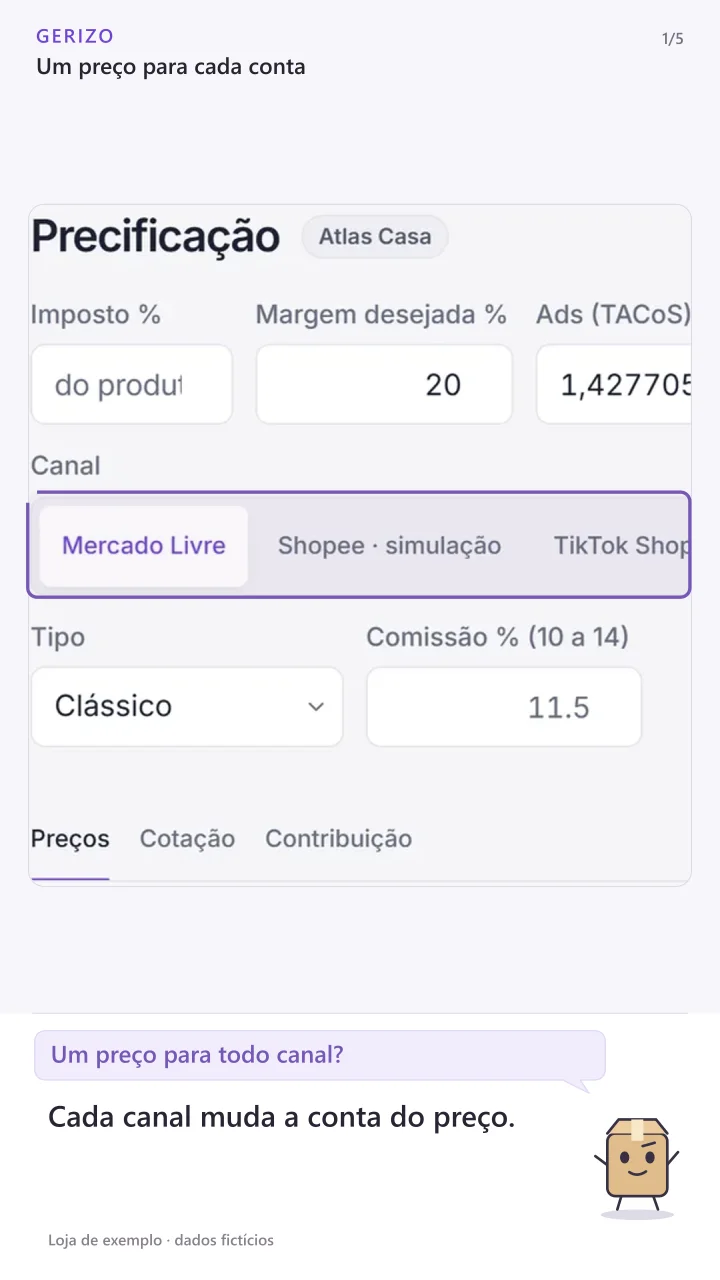 GERIZO
1/5
Um preço para cada conta
Precificação
Atlas Casa
Imposto %
Margem desejada %
Ads (TACoS)
do produt
20
1,427705
Canal
Mercado Livre
Shopee · simulação
TikTok Shop
Tipo
Comissão % (10 a 14)
Clássico
11.5
Preços
Cotação
Contribuição
Um preço para todo canal?
Cada canal muda a conta do preço.
Loja de exemplo · dados fictícios